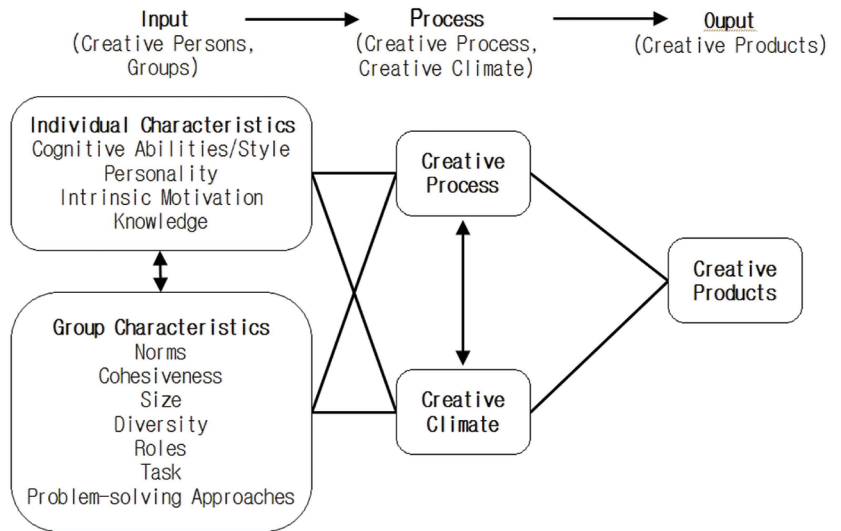 Input
(Creative Persons,
Groups)
Process
(Creative Process,
Creative Climate)
Ouput
(Creative Products)
Individual Characteristics
Cognitive Abilities/Style
Personality
Intrinsic Motivation
Knowledge
Group Characteristics
Norms
Cohesiveness
Size
Diversity
Roles
Task
Problem-solving Approaches
Creative
Process
Creative
Climate
Creative
Products